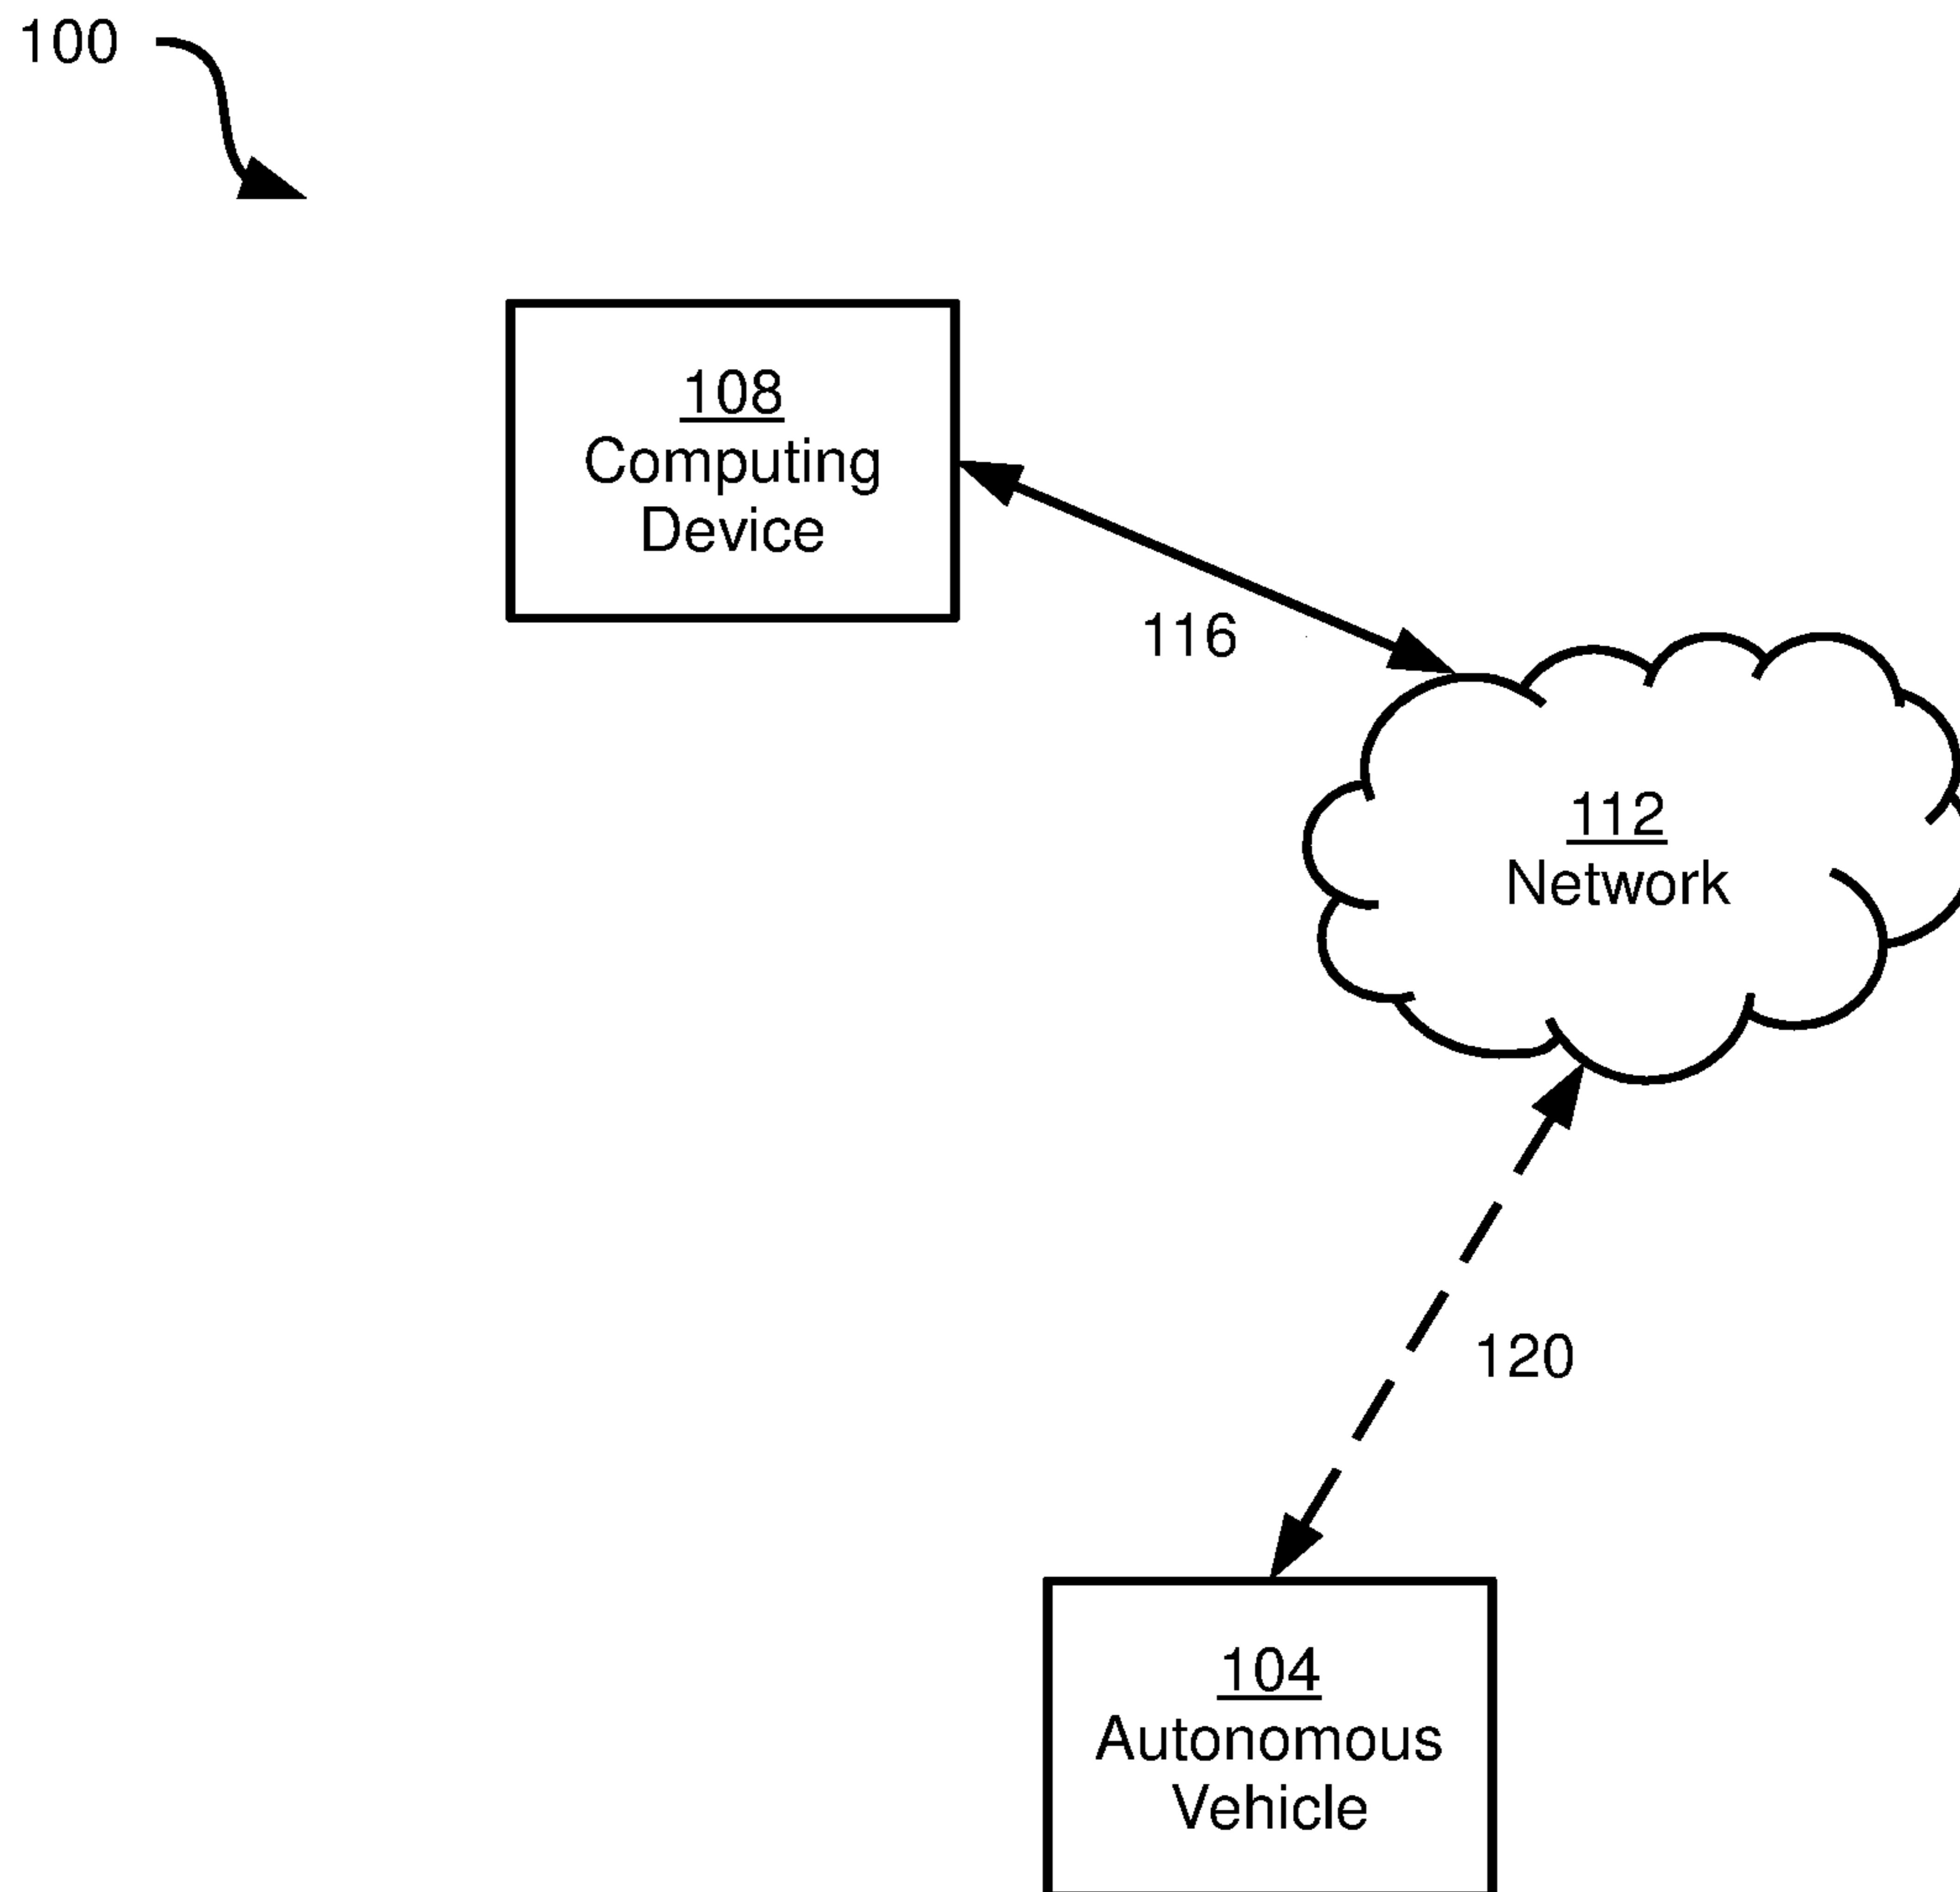 100
108
Computing
Device
116
112
Network
120
104
Autonomous
Vehicle